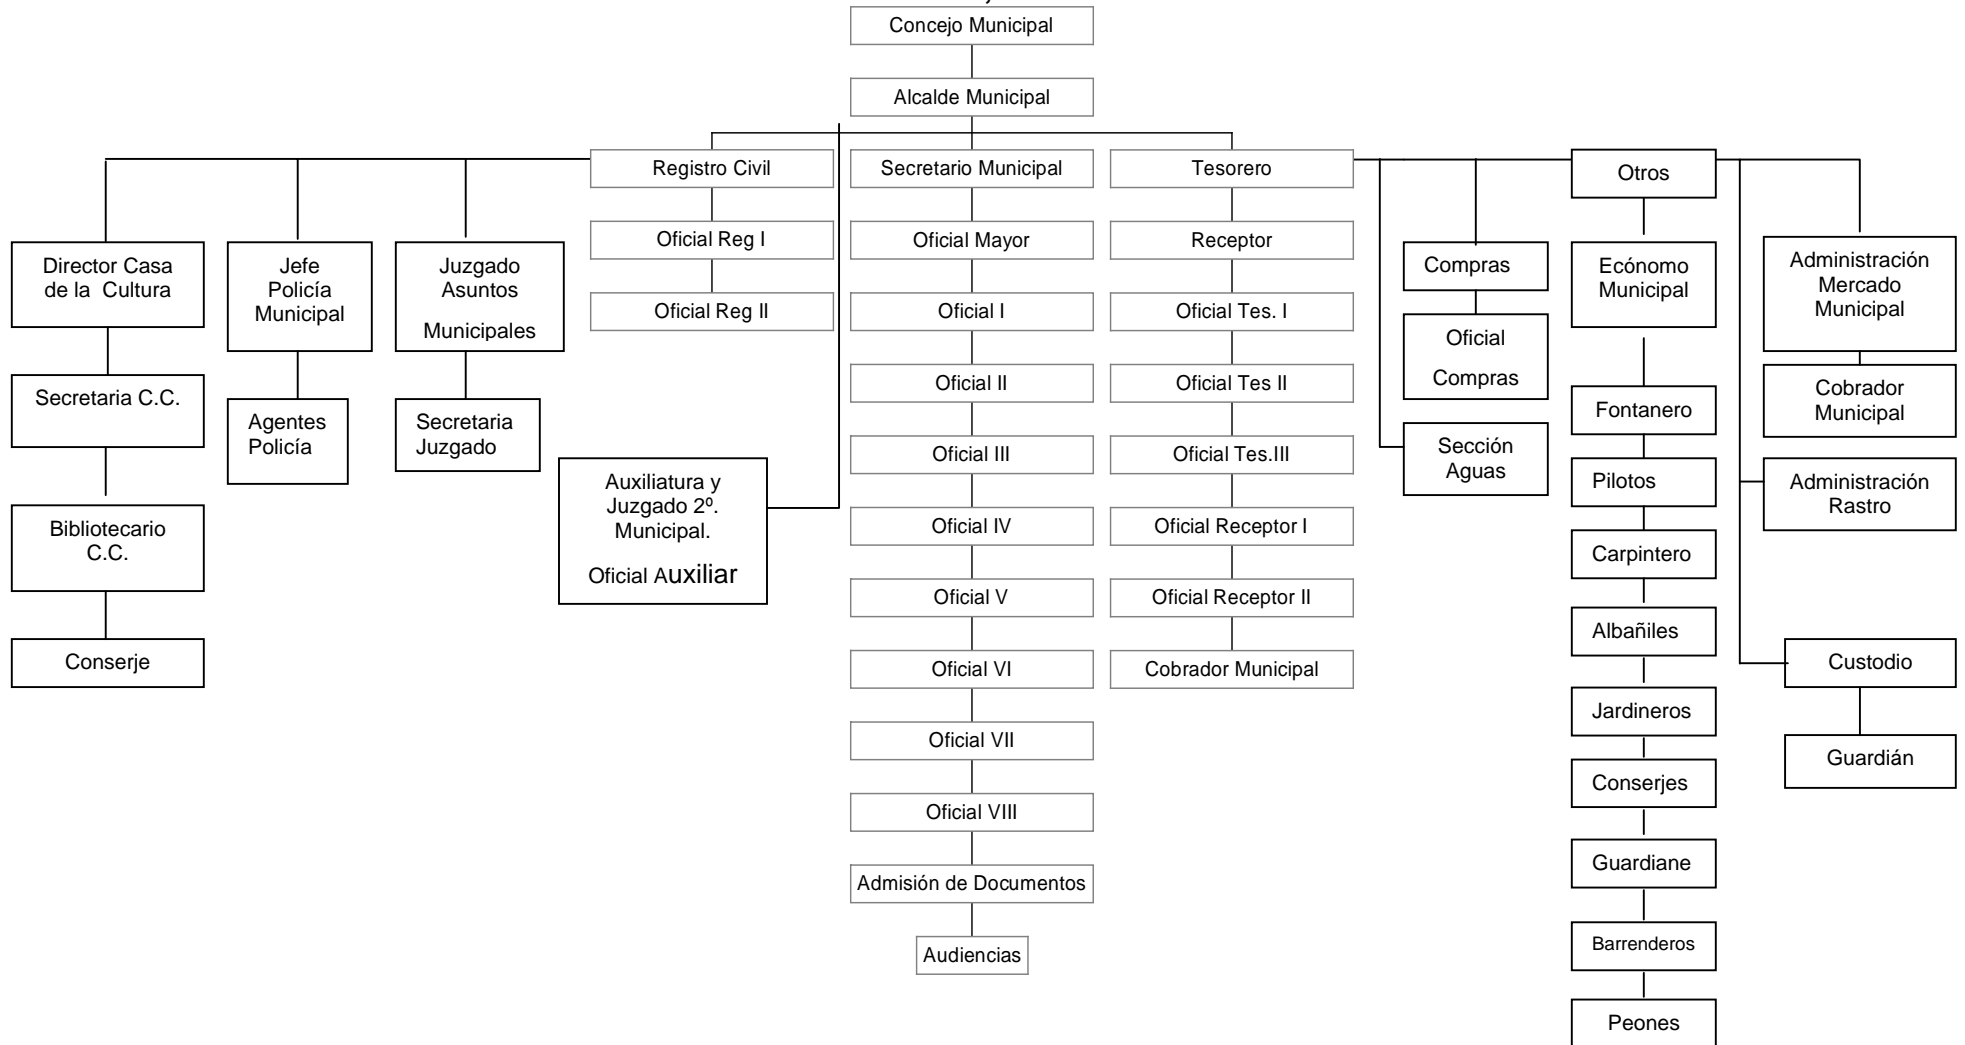 Concejo Municipal
Alcalde Municipal
Registro Civil
Secretario Municipal
Tesorero
Otros
Director Casa
de la Cultura
Jefe
Policía
Municipal
Juzgado
Asuntos
Municipales
Oficial Reg I
Oficial Mayor
Receptor
Compras
Ecónomo
Municipal
Administración
Mercado
Municipal
Oficial Reg II
Oficial I
Oficial Tes. I
Oficial
Compras
Secretaria C.C.
Agentes
Policía
Secretaria
Juzgado
Oficial II
Oficial Tes II
Fontanero
Cobrador
Municipal
Auxiliatura y
Juzgado 2º.
Municipal.
Oficial Auxiliar
Oficial III
Oficial Tes.III
Sección
Aguas
Pilotos
Administración
Rastro
Bibliotecario
C.C.
Oficial IV
Oficial Receptor I
Carpintero
Oficial V
Oficial Receptor II
Albañiles
Conserje
Oficial VI
Cobrador Municipal
Custodio
Jardineros
Oficial VII
Guardián
Conserjes
Oficial VIII
Guardiane
Admisión de Documentos
Barrenderos
Audiencias
Peones